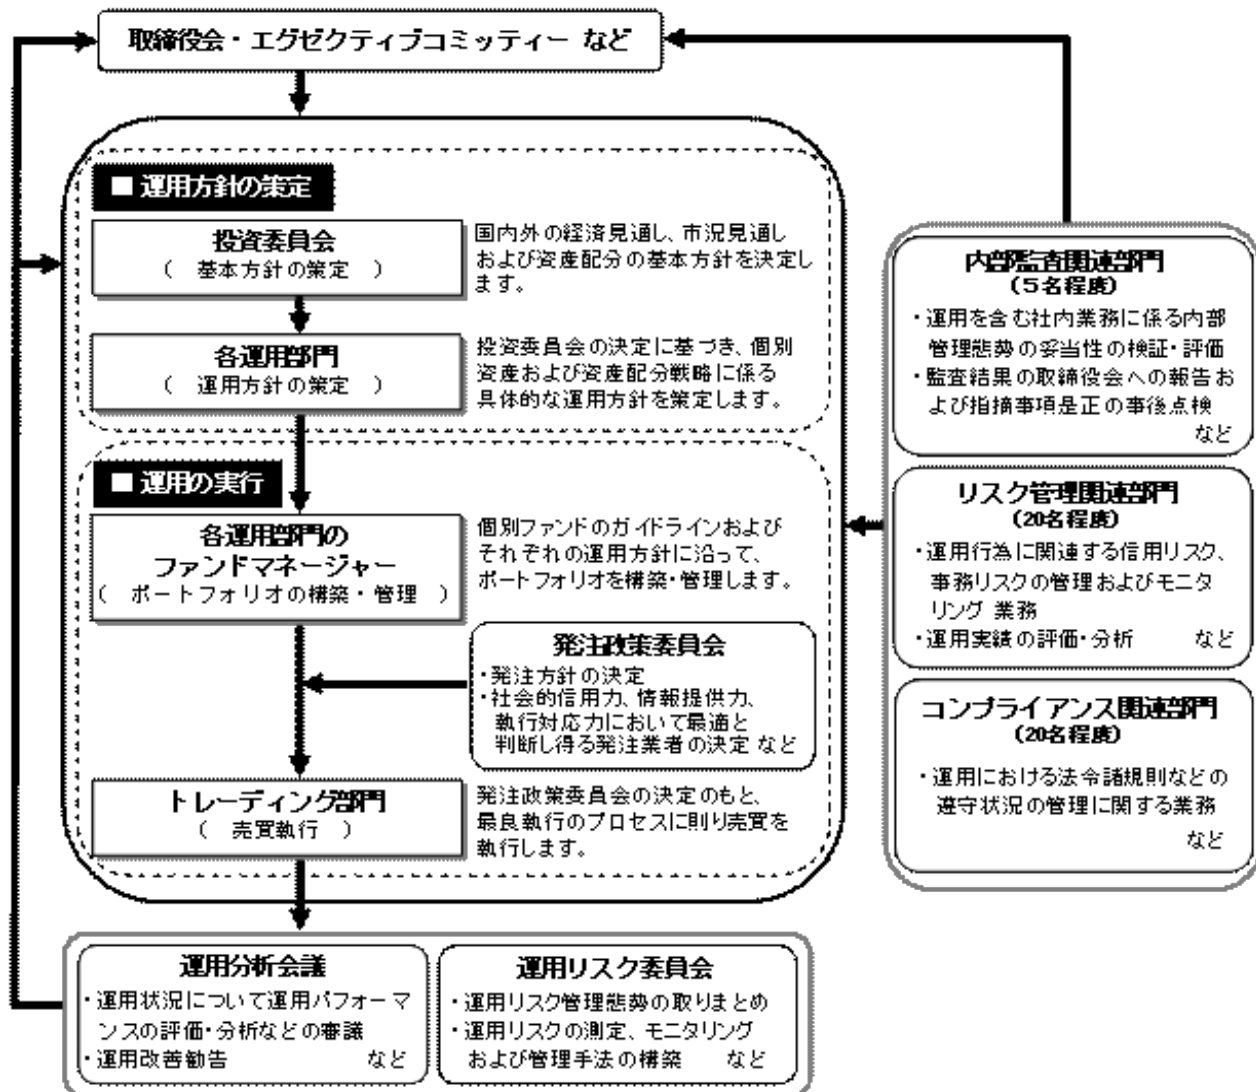 取締役会・エグゼクティブコミッティー など
■ 運用方針の策定
投資委員会
（ 基本方針の策定 ）
国内外の経済見通し、市況見通し
および資産配分の基本方針を決定し
ます。
各運用部門
（ 運用方針の策定 ）
投資委員会の決定に基づき、個別
資産および資産配分戦略に係る
具体的な運用方針を策定します。
■ 運用の実行
各運用部門の
ファンドマネージャー
（ ポートフォリオの構築・管理 ）
個別ファンドのガイドラインおよび
それぞれの運用方針に沿って、
ポートフォリオを構築・管理します。
発注政策委員会
・発注方針の決定
・社会的信用力、情報提供力、
執行対応力において最適と
判断し得る発注業者の決定 など
トレーディング部門
（ 売買執行 ）
発注政策委員会の決定のもと、
最良執行のプロセスに則り売買を
執行します。
運用分析会議
・運用状況について運用パフォーマ
ンスの評価・分析などの審議
・運用改善勧告 など
運用リスク委員会
・運用リスク管理態勢の取りまとめ
・運用リスクの測定、モニタリング
および管理手法の構築 など
内部監査関連部門
（５名程度）
・運用を含む社内業務に係る内部
管理態勢の妥当性の検証・評価
・監査結果の取締役会への報告お
よび指摘事項是正の事後点検
など
リスク管理関連部門
（20名程度）
・運用行為に関連する信用リスク、
事務リスクの管理およびモニタ
リング 業務
・運用実績の評価・分析 など
コンプライアンス関連部門
（20名程度）
・運用における法令諸規則などの
遵守状況の管理に関する業務
など